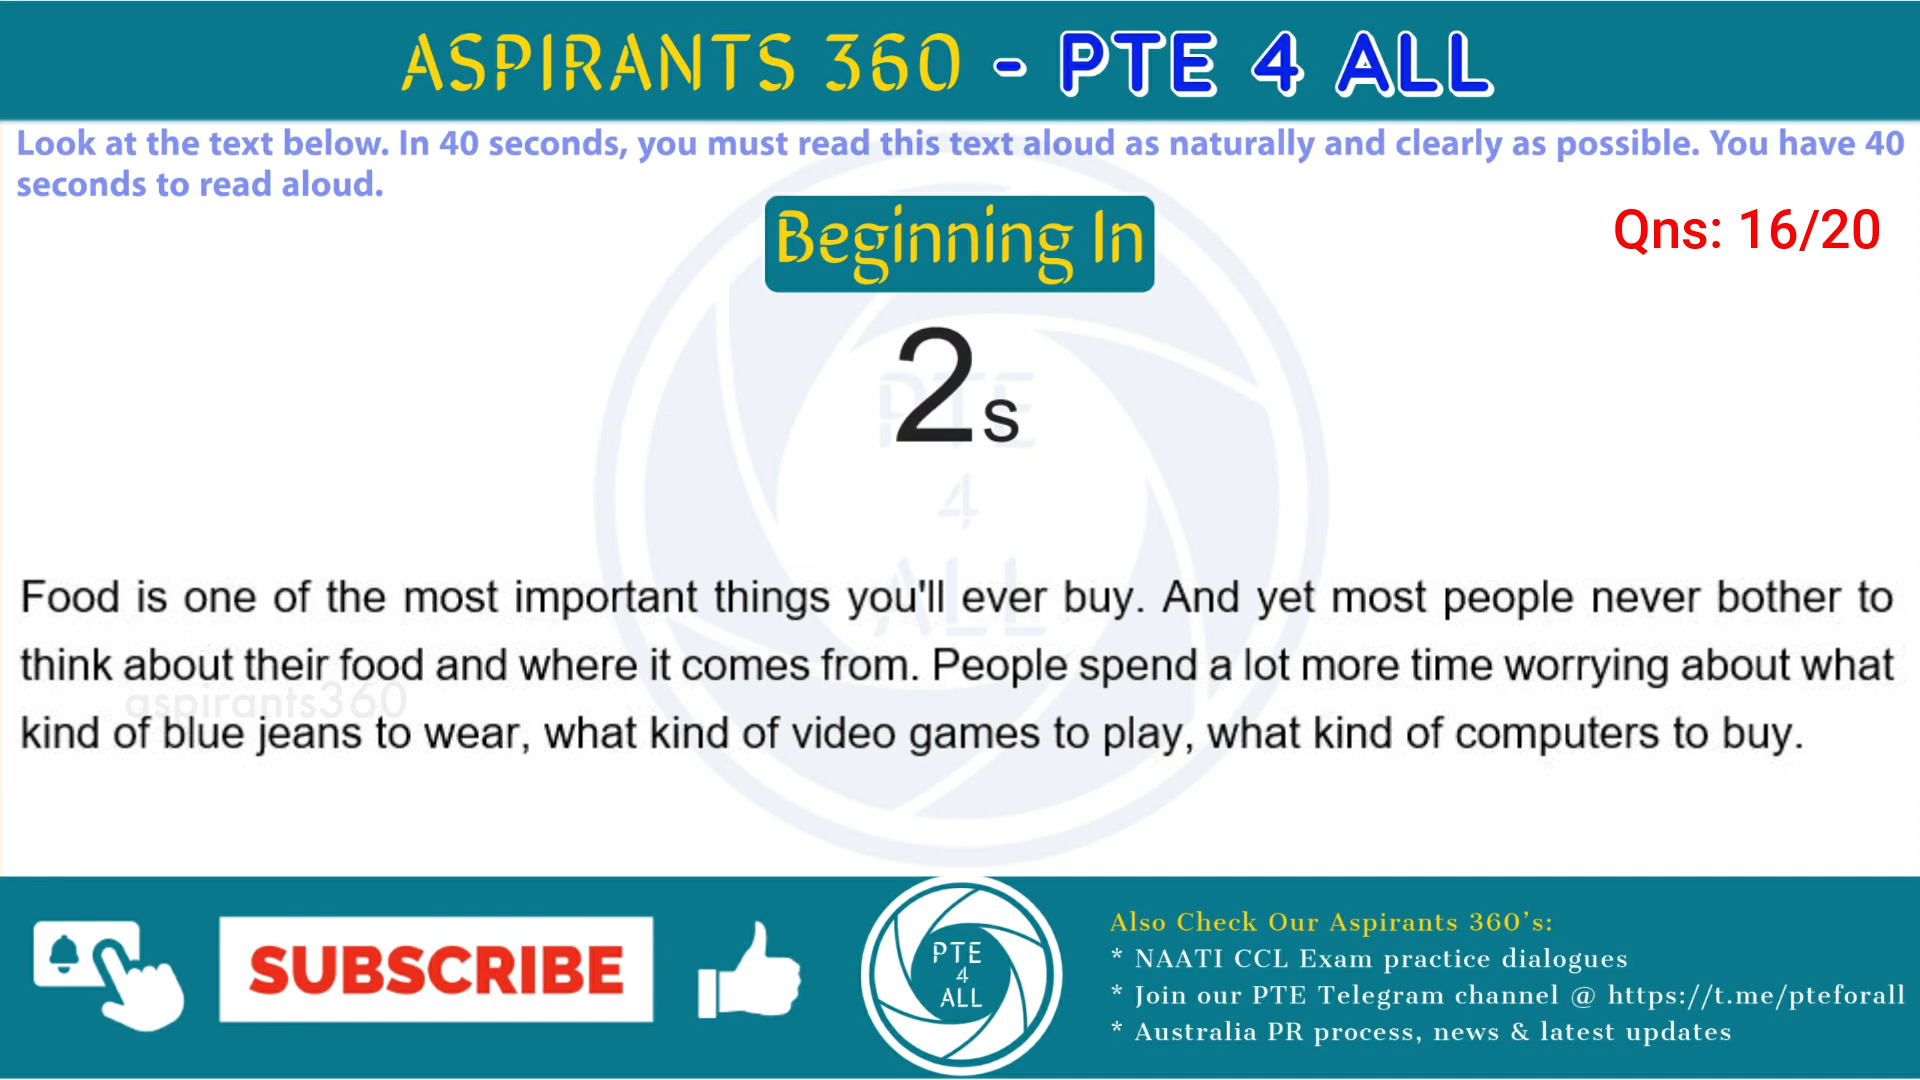 ASPIRANTS 360 - PTE 4 ALL
Look at the text below. In 40 seconds, you must read this text aloud as naturally and clearly as possible. You have 40
seconds to read aloud.
Beginning In
Qns: 16/20
2s
PTE
4
ALL
Food is one of the most important things you'll ever buy. And yet most people never bother to
think about their food and where it comes from. People spend a lot more time worrying about what
aspirants360
kind of blue jeans to wear, what kind of video games to play, what kind of computers to buy.
SUBSCRIBE
PTE
4
ALL
Also Check Our Aspirants 360's:
* NAATI CCL Exam practice dialogues
* Join our PTE Telegram channel @ https://t.me/pteforall
* Australia PR process, news & latest updates